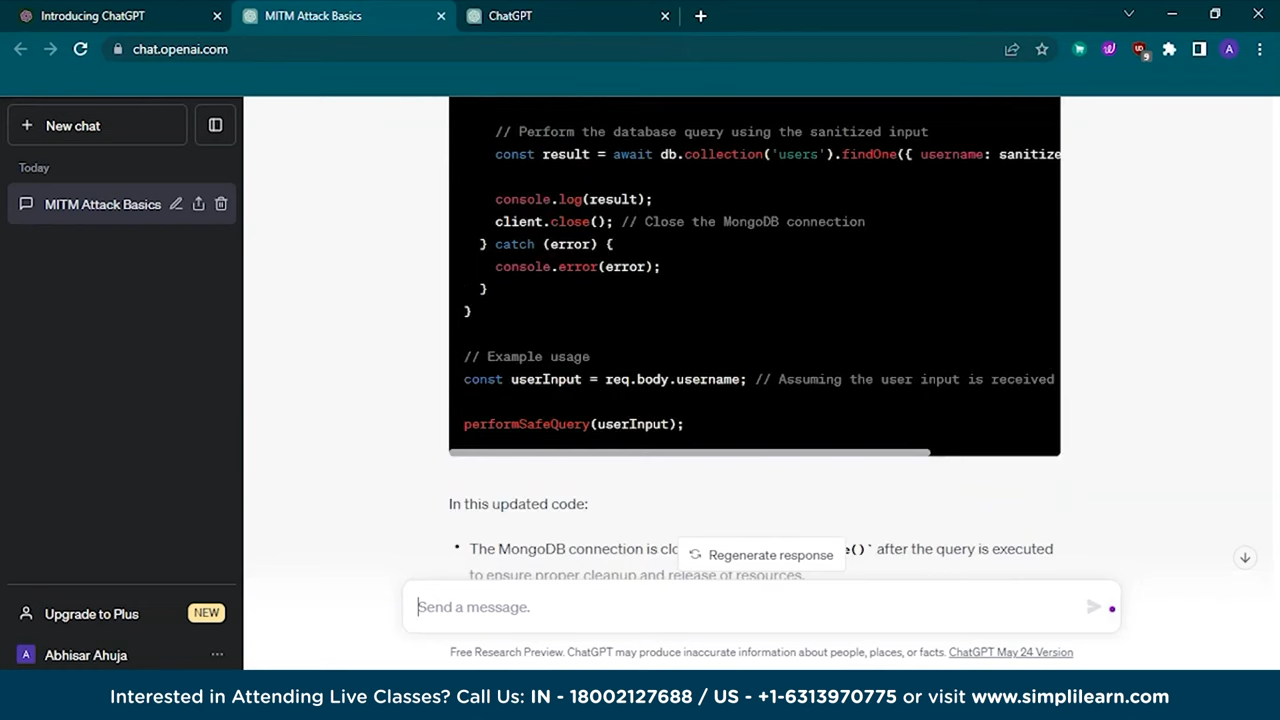 Introducing ChatGPT
MITM Attack Basics
ChatGPT
chat.openai.com
9
A
New chat
Today
MITM Attack Basics
// Perform the database query using the sanitized input
const result = await db.collection('users').findOne({ username: sanitize
console.log(result);
client.close(); // Close the MongoDB connection
} catch (error) {
console.error(error);
}
}
// Example usage
const userInput = req.body.username; // Assuming the user input is received
performSafeQuery(userInput);
In this updated code:
• The MongoDB connection is clo e()` after the query is executed
to ensure proper cleanup and release of resources.
Regenerate response
Send a message.
Upgrade to Plus NEW
A Abhisar Ahuja ...
Free Research Preview. ChatGPT may produce inaccurate information about people, places, or facts. ChatGPT May 24 Version
Interested in Attending Live Classes? Call Us: IN - 18002127688 / US - +1-6313970775 or visit www.simplilearn.com